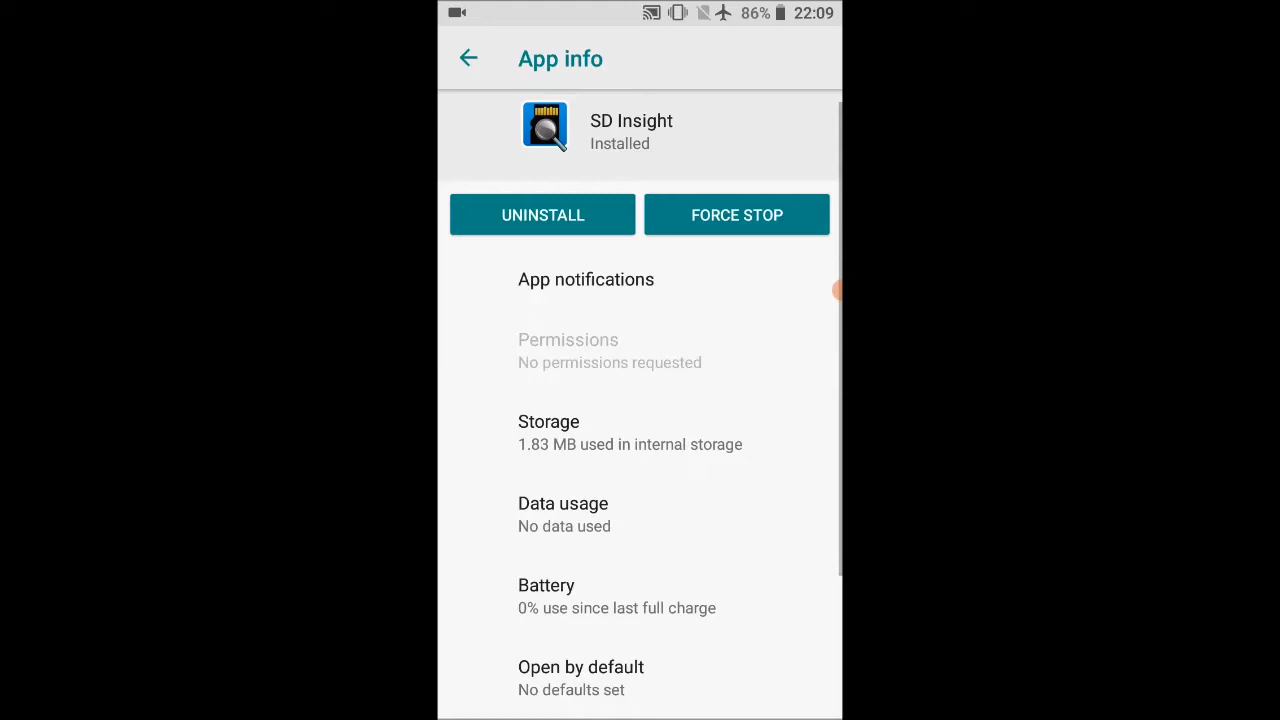 86% 22:09
App info
SD Insight
Installed
UNINSTALL FORCE STOP
App notifications
Permissions
No permissions requested
Storage
1.83 MB used in internal storage
Data usage
No data used
Battery
0% use since last full charge
Open by default
No defaults set